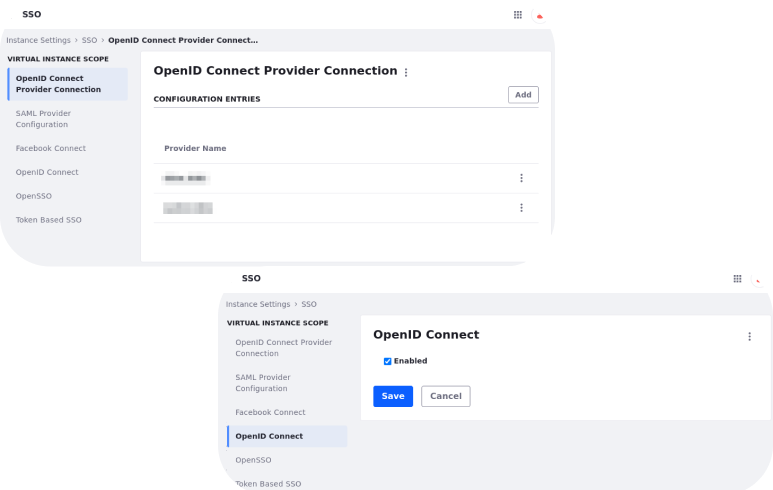 SSO
Instance Settings › SSO › OpenID Connect Provider Connect...
VIRTUAL INSTANCE SCOPE
OpenID Connect
Provider Connection
SAML Provider
Configuration
Facebook Connect
OpenID Connect
OpenSSO
Token Based SSO
OpenID Connect Provider Connection
CONFIGURATION ENTRIES
Add
Provider Name
SSO
Instance Settings › SSO
VIRTUAL INSTANCE SCOPE
OpenID Connect Provider
Connection
SAML Provider
Configuration
Facebook Connect
OpenID Connect
OpenSSO
Token Based SSO
OpenID Connect
Enabled
Save Cancel